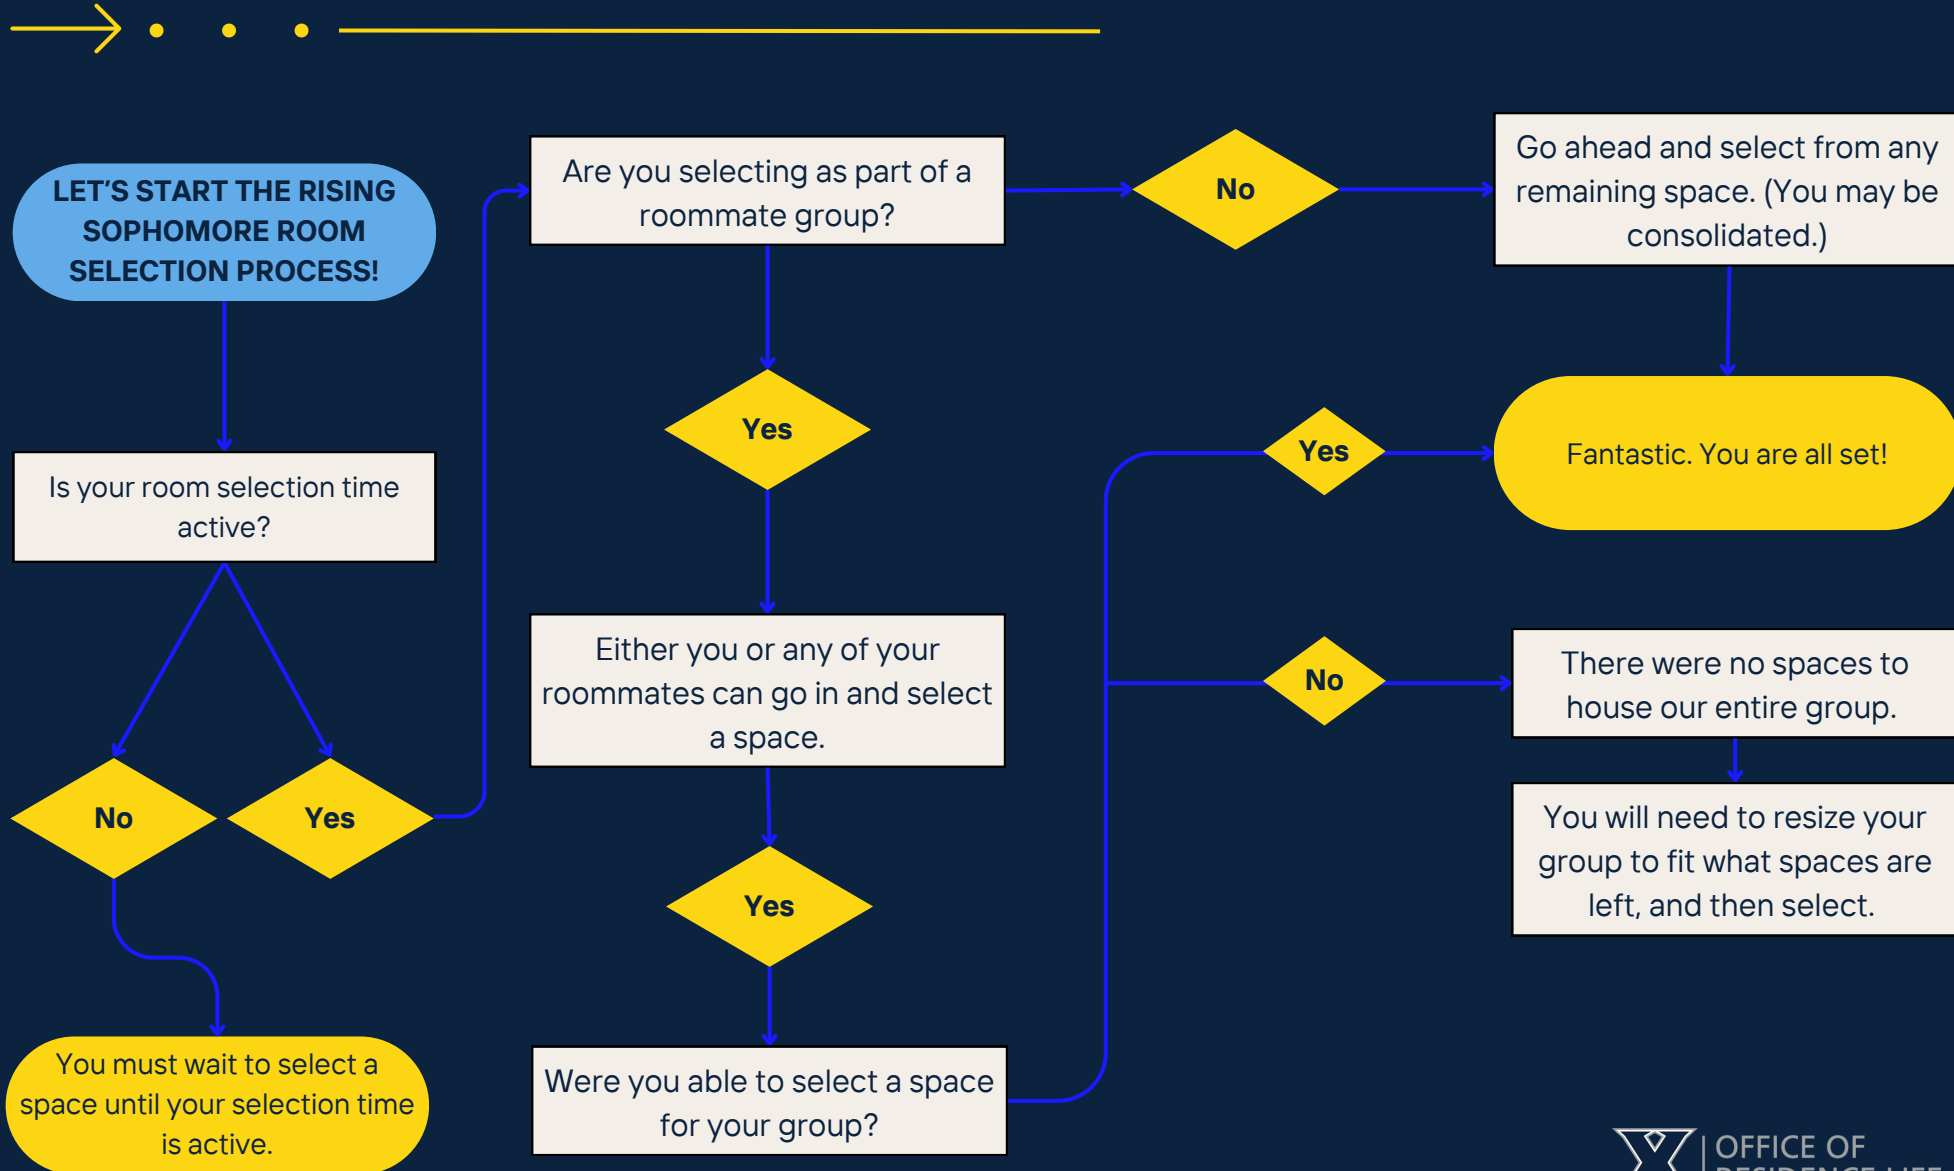 LET'S START THE RISING
SOPHOMORE ROOM
SELECTION PROCESS!
Is your room selection time
active?
No
Yes
You must wait to select a
space until your selection time
is active.
Are you selecting as part of a
roommate group?
No
Go ahead and select from any
remaining space. (You may be
consolidated.)
Yes
Either you or any of your
roommates can go in and select
a space.
Yes
Were you able to select a space
for your group?
Yes
Fantastic. You are all set!
No
There were no spaces to
house our entire group.
You will need to resize your
group to fit what spaces are
left, and then select.
OFFICE OF
RESIDENCE LIFE